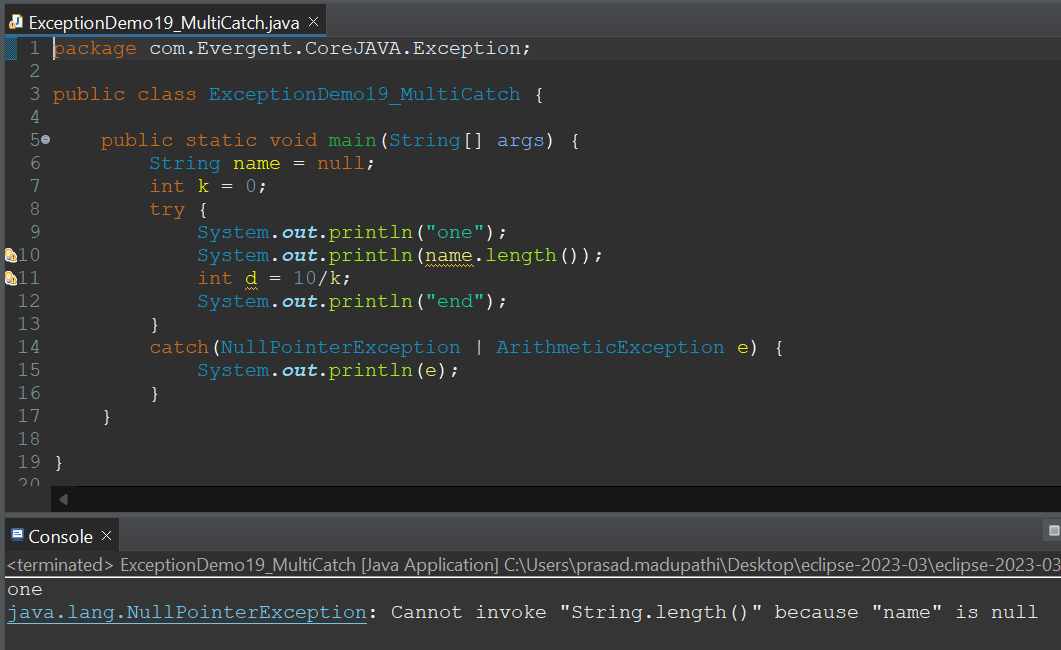 ExceptionDemo19_MultiCatch.java
1 package com.Evergent.CoreJAVA.Exception;
2
3 public class ExceptionDemo19_MultiCatch {
4
5 public static void main(String[] args) {
6 String name = null;
7 int k = 0;
8 try {
9 System.out.println("one");
10 System.out.println(name.length());
11 int d = 10/k;
12 System.out.println("end");
13 }
14 catch(NullPointerException | ArithmeticException e) {
15 System.out.println(e);
16 }
17 }
18
19 }
20
Console
<terminated> ExceptionDemo19_MultiCatch [Java Application] C:\Users\prasad.madupathi\Desktop\eclipse-2023-03\eclipse-2023-03
one
java.lang.NullPointerException: Cannot invoke "String.length()" because "name" is null